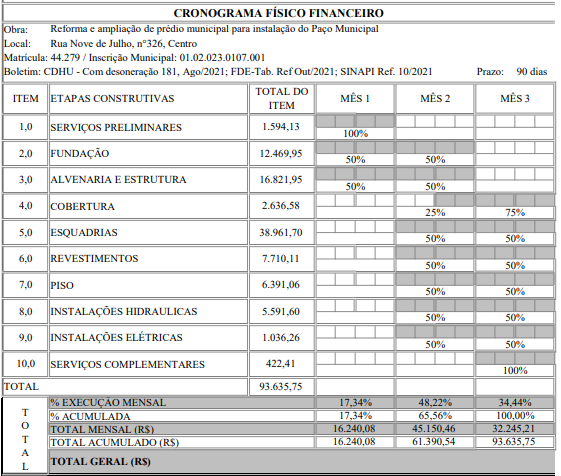 CRONOGRAMA FÍSICO FINANCEIRO
Obra: Reforma e ampliação de prédio municipal para instalação do Paço Municipal
Local: Rua Nove de Julho, n°326, Centro
Matricula: 44.279 / Inscrição Municipal: 01.02.023.0107.001
Boletim: CDHU - Com desoneração 181, Ago/2021; FDE-Tab. Ref Out/2021; SINAPI Ref. 10/2021 Prazo: 90 dias
ITEM ETAPAS CONSTRUTIVAS TOTAL DO ITEM MÊS 1 MÊS 2 MÊS 3
1,0 SERVIÇOS PRELIMINARES 1.594,13 100%
2,0 FUNDAÇÃO 12.469,95 50% 50%
3,0 ALVENARIA E ESTRUTURA 16.821,95 50% 50%
4,0 COBERTURA 2.636,58 25% 75%
5,0 ESQUADRIAS 38.961,70 50% 50%
6,0 REVESTIMENTOS 7.710,11 50% 50%
7,0 PISO 6.391,06 50% 50%
8,0 INSTALAÇÕES HIDRAULICAS 5.591,60 50% 50%
9,0 INSTALAÇÕES ELÉTRICAS 1.036,26 50% 50%
10,0 SERVIÇOS COMPLEMENTARES 422,41 100%
TOTAL 93.635,75
TOTAL
% EXECUÇÃO MENSAL 17,34% 48,22% 34,44%
% ACUMULADA 17,34% 65,56% 100,00%
TOTAL MENSAL (R$) 16.240,08 45.150,46 32.245,21
TOTAL ACUMULADO (R$) 16.240,08 61.390,54 93.635,75
TOTAL GERAL (R$)